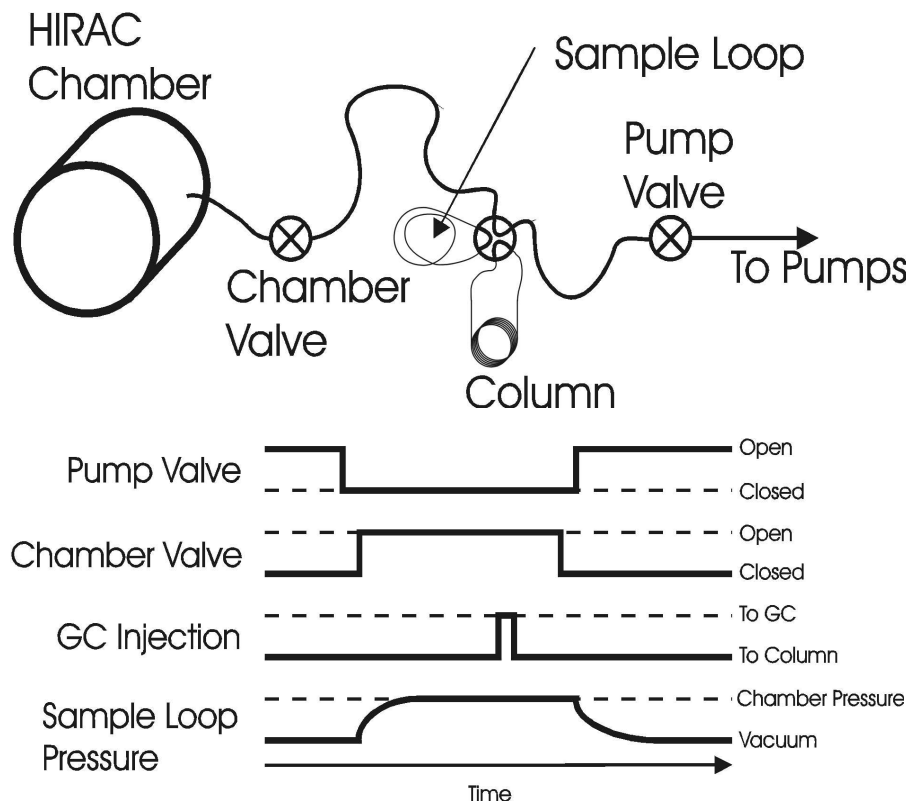 HIRAC
Chamber
Sample
Loop
Pump
Valve
To Pumps
Chamber
Valve
Column
Pump Valve
Open
Closed
Chamber Valve
Open
Closed
GC Injection
To GC
To Column
Sample Loop
Pressure
Chamber Pressure
Vacuum
Time